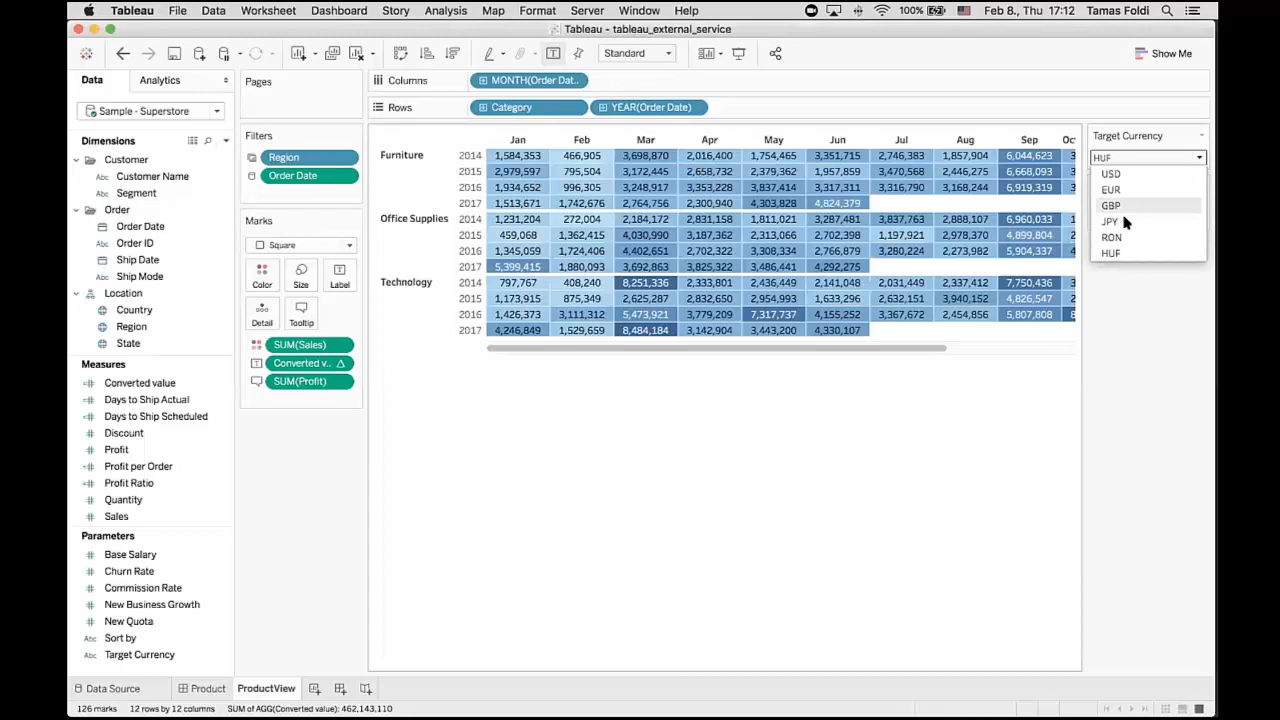 Tableau File Data Worksheet Dashboard Story Analysis Map Format Server Window Help 100% Feb 8., Thu 17:12 Tamas Foldi
Tableau - tableau_external_service
Standard Show Me
Data Analytics
Sample - Superstore
Dimensions
Customer
Customer Name
Segment
Order
Order Date
Order ID
Ship Date
Ship Mode
Location
Country
Region
State
Measures
Converted value
Days to Ship Actual
Days to Ship Scheduled
Discount
Profit
Profit per Order
Profit Ratio
Quantity
Sales
Parameters
Base Salary
Churn Rate
Commission Rate
New Business Growth
New Quota
Sort by
Target Currency
Pages
Filters
Region
Order Date
Marks
Square
Color Size Label
Detail Tooltip
SUM(Sales)
Converted v..
SUM(Profit)
Columns MONTH(Order Dat..
Rows Category YEAR(Order Date)
Jan Feb Mar Apr May Jun Jul Aug Sep Oc
Furniture 2014 1,584,353 466,905 3,698,870 2,016,400 1,754,465 3,351,715 2,746,383 1,857,904 6,044,623 3
2015 2,979,597 795,504 3,172,445 2,658,732 2,379,362 1,957,859 3,470,568 2,446,275 6,668,093 3
2016 1,934,652 996,305 3,248,917 3,353,228 3,837,414 3,317,311 3,316,790 3,168,244 6,919,319 3
2017 1,513,671 1,742,676 2,764,756 2,300,940 4,303,828 4,824,379
Office Supplies 2014 1,231,204 272,004 2,184,172 2,831,158 1,811,021 3,287,481 3,837,763 2,888,107 6,960,033 1
2015 459,068 1,362,415 4,030,990 3,187,362 2,313,056 2,702,398 1,197,921 2,978,370 4,899,804 2
2016 1,345,059 1,724,406 4,402,651 2,702,322 3,308,334 2,766,879 3,280,224 2,273,982 5,904,337 3
2017 5,399,415 1,880,093 3,692,863 3,825,322 3,486,441 4,292,275
Technology 2014 797,767 408,240 8,251,336 2,333,801 2,436,449 2,141,048 2,031,449 2,337,412 7,750,436 3
2015 1,173,915 875,349 2,625,287 2,832,650 2,954,993 1,633,296 2,632,151 3,940,152 4,826,547 2
2016 1,426,373 3,111,312 5,473,921 3,779,209 7,317,737 4,155,252 3,367,672 2,454,856 5,807,808 8
2017 4,246,849 1,529,659 8,484,184 3,142,904 3,443,200 4,330,107
Target Currency
HUF
USD
EUR
GBP
JPY
RON
HUF
Data Source Product ProductView
126 marks 12 rows by 12 columns SUM of AGG(Converted value): 462,143,110